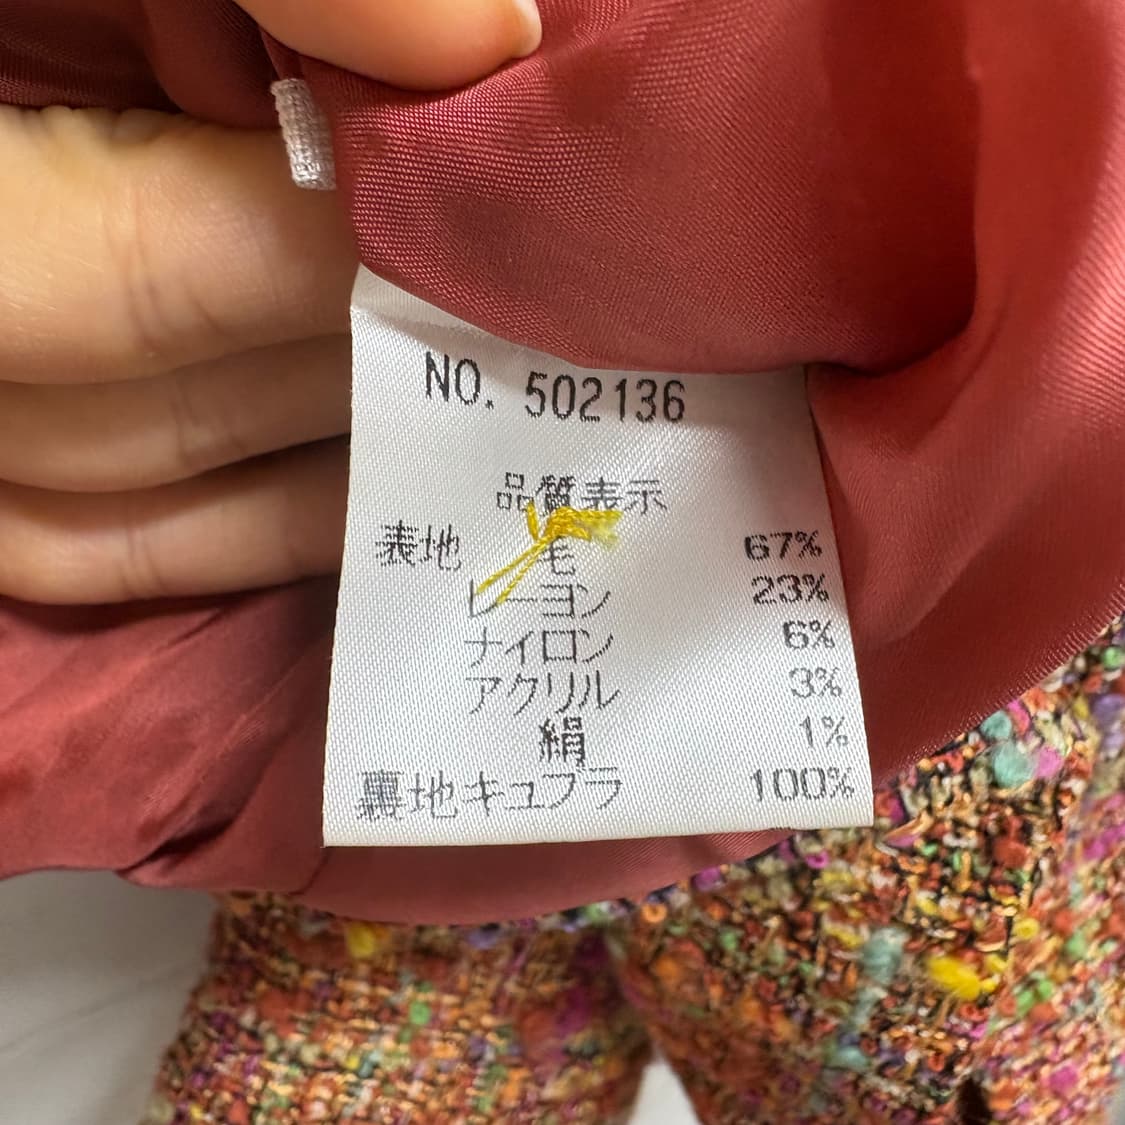 NO. 502136
品質表示
表地 毛 67%
レーヨン 23%
ナイロン 6%
アクリル 3%
絹 1%
裏地キュプラ 100%